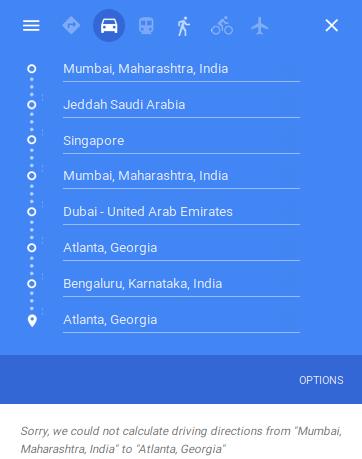 Mumbai, Maharashtra, India
Jeddah Saudi Arabia
Singapore
Mumbai, Maharashtra, India
Dubai - United Arab Emirates
Atlanta, Georgia
Bengaluru, Karnataka, India
Atlanta, Georgia
OPTIONS
Sorry, we could not calculate driving directions from "Mumbai,
Maharashtra, India" to "Atlanta, Georgia"